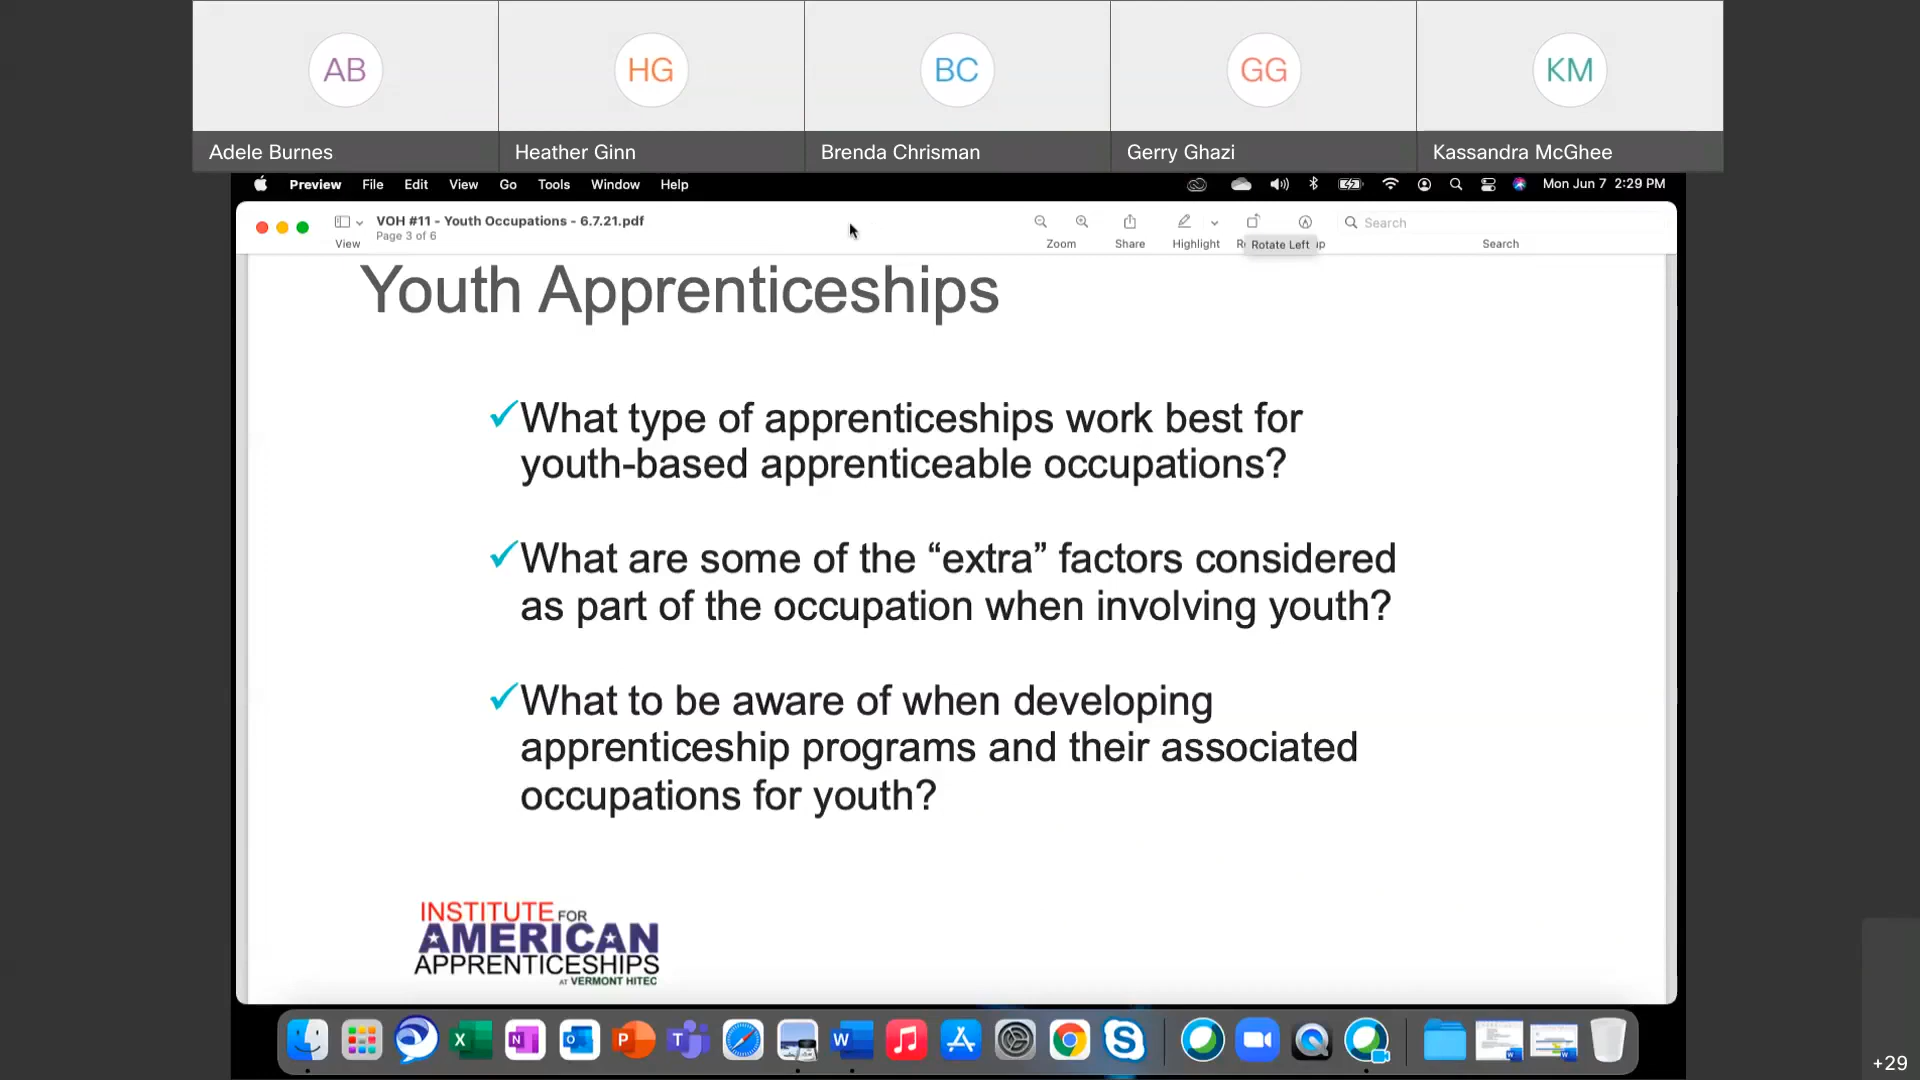 AB
HG
BC
GG
KM
Adele Burnes
Heather Ginn
Brenda Chrisman
Gerry Ghazi
Kassandra McGhee
Preview File Edit View Go Tools Window Help
Mon Jun 7 2:29 PM
VOH #11 - Youth Occupations - 6.7.21.pdf
Page 3 of 6
View
Zoom
Share
Highlight
Rotate Left
Search
Search
Youth Apprenticeships
✓What type of apprenticeships work best for
youth-based apprenticeable occupations?
✓What are some of the “extra” factors considered
as part of the occupation when involving youth?
✓What to be aware of when developing
apprenticeship programs and their associated
occupations for youth?
INSTITUTE FOR
AMERICAN
APPRENTICESHIPS
AT VERMONT HITEC
+29